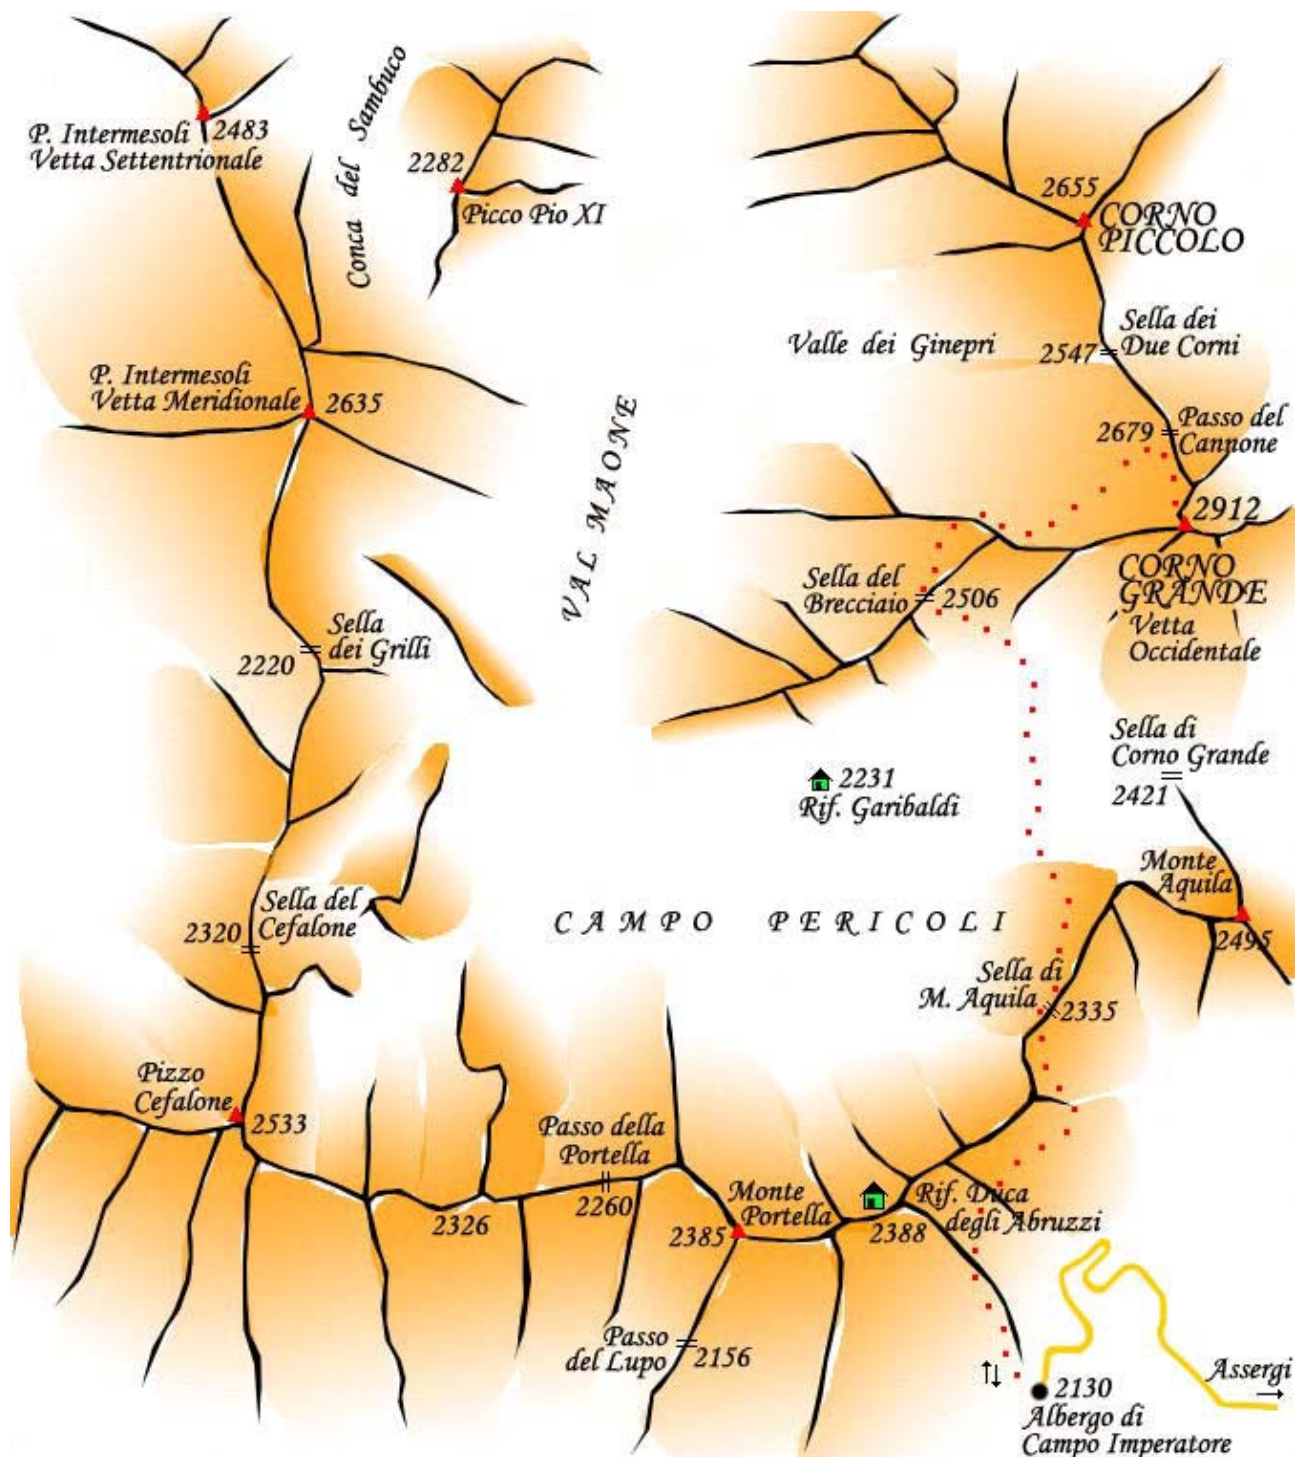 P. Intermesoli
Vetta Settentrionale
2483
Conca del Sambuco
2282
Picco Pio XI
2655
CORNO
PICCOLO
Sella dei
Due Corni
2547
Valle dei Ginepri
P. Intermesoli
Vetta Meridionale
2635
VAL MAONE
Passo del
Cannone
2679
2912
CORNO
GRANDE
Vetta
Occidentale
Sella del
Brecciaio
2506
Sella
dei Grilli
2220
Sella di
Corno Grande
2421
2231
Rif. Garibaldi
Monte
Aquila
2495
Sella del
Cefalone
2320
CAMPO PERICOLI
Sella di
M. Aquila
2335
Pizzo
Cefalone
2533
Passo della
Portella
2260
2326
Monte
Portella
2385
2388
Rif. Duca
degli Abruzzi
Passo
del Lupo
2156
Assergi
2130
Albergo di
Campo Imperatore